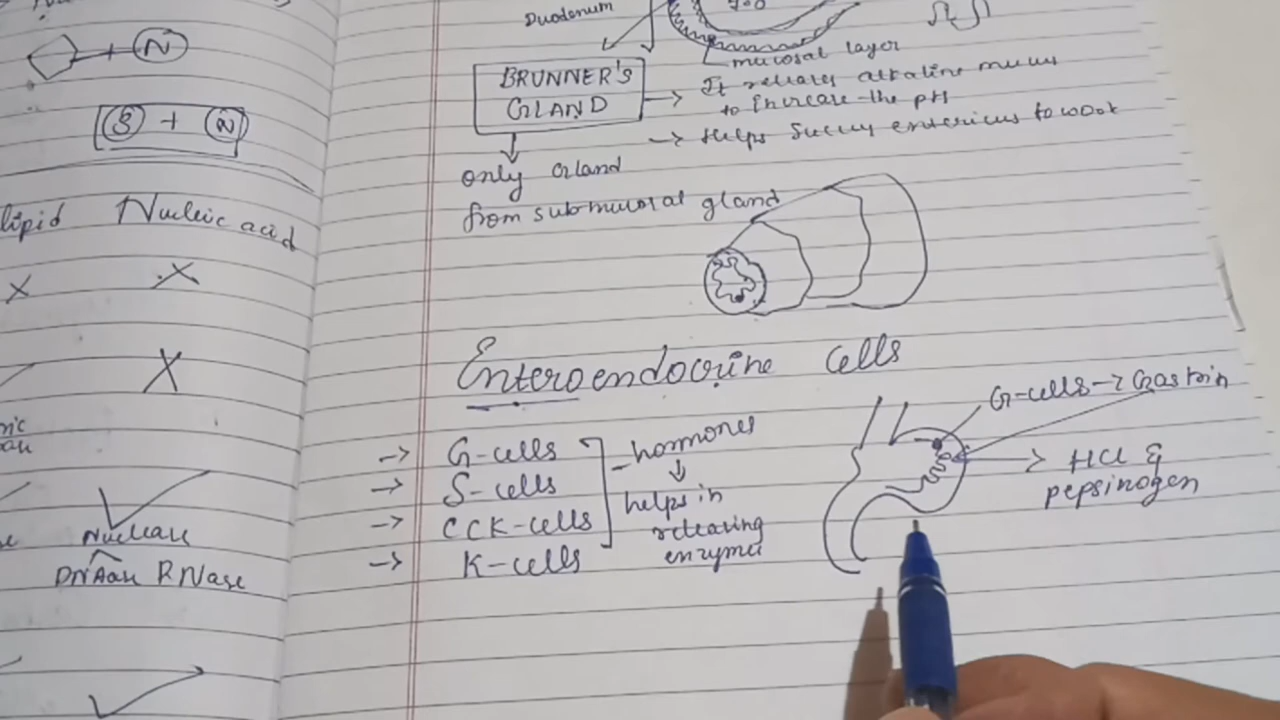 N
S + N
lipid Nucleic acid
Nuclease
DNAase RNase
Duodenum
mucosal layer
BRUNNER'S
GLAND
It releases alkaline mucus
to increase the pH
Helps Succus entericus to work
only Gland
from submucosal gland
Enteroendocrine cells
G-cells
S-cells
CCK-cells
K-cells
hormones
helps in
releasing
enzyme
G-cells → Gastrin
HCl &
pepsinogen